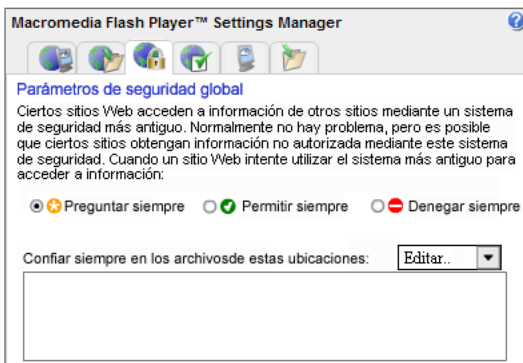 Macromedia Flash Player™ Settings Manager
?
Parámetros de seguridad global
Ciertos sitios Web acceden a información de otros sitios mediante un sistema
de seguridad más antiguo. Normalmente no hay problema, pero es posible
que ciertos sitios obtengan información no autorizada mediante este sistema
de seguridad. Cuando un sitio Web intente utilizar el sistema más antiguo para
acceder a información:
Preguntar siempre Permitir siempre Denegar siempre
Confiar siempre en los archivosde estas ubicaciones: Editar..